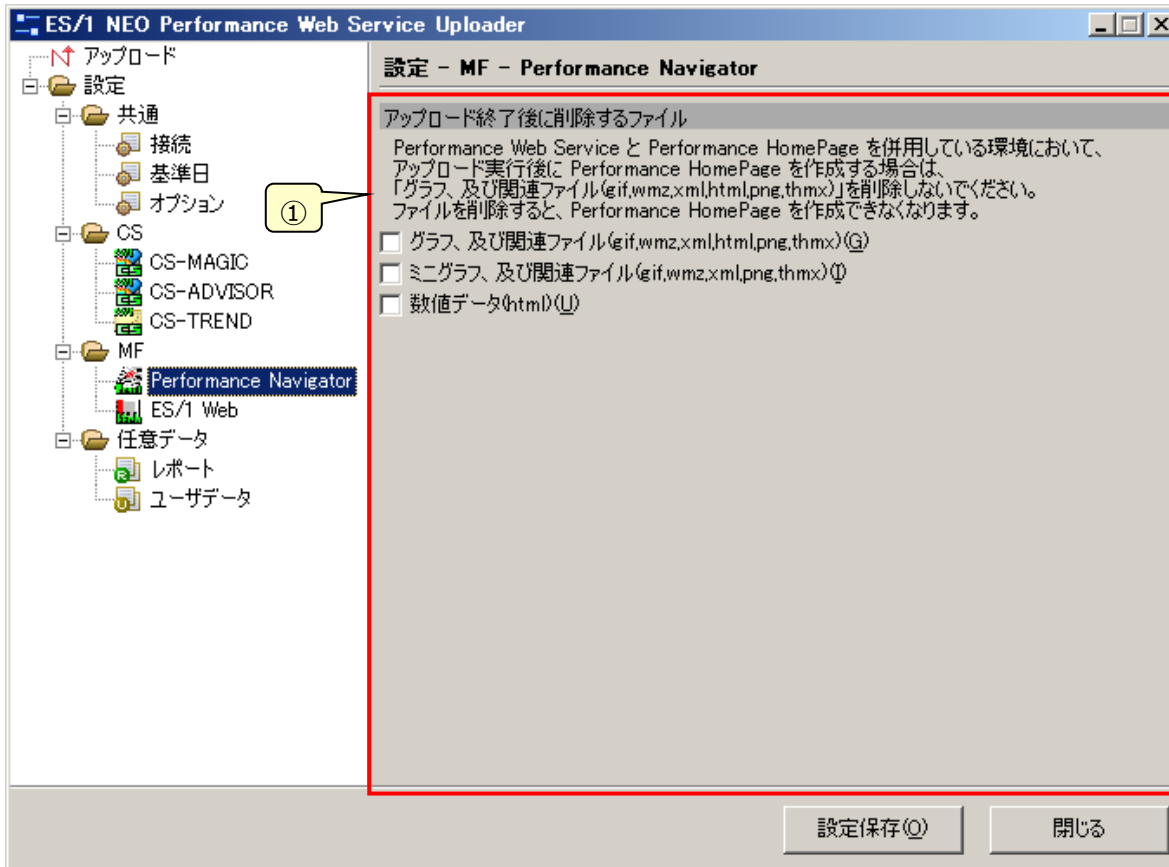 ES/1 NEO Performance Web Service Uploader
アップロード
設定
共通
接続
基準日
オプション
CS
CS-MAGIC
CS-ADVISOR
CS-TREND
MF
Performance Navigator
ES/1 Web
任意データ
レポート
ユーザデータ
①
設定 - MF - Performance Navigator
アップロード終了後に削除するファイル
Performance Web Service と Performance HomePage を併用している環境において、
アップロード実行後に Performance HomePage を作成する場合は、
「グラフ、及び関連ファイル(gif,wmz,xml,html,png,thmx)」を削除しないでください。
ファイルを削除すると、Performance HomePage を作成できなくなります。
グラフ、及び関連ファイル(gif,wmz,xml,html,png,thmx)(G)
ミニグラフ、及び関連ファイル(gif,wmz,xml,png,thmx)(I)
数値データ(html)(U)
設定保存(O)
閉じる